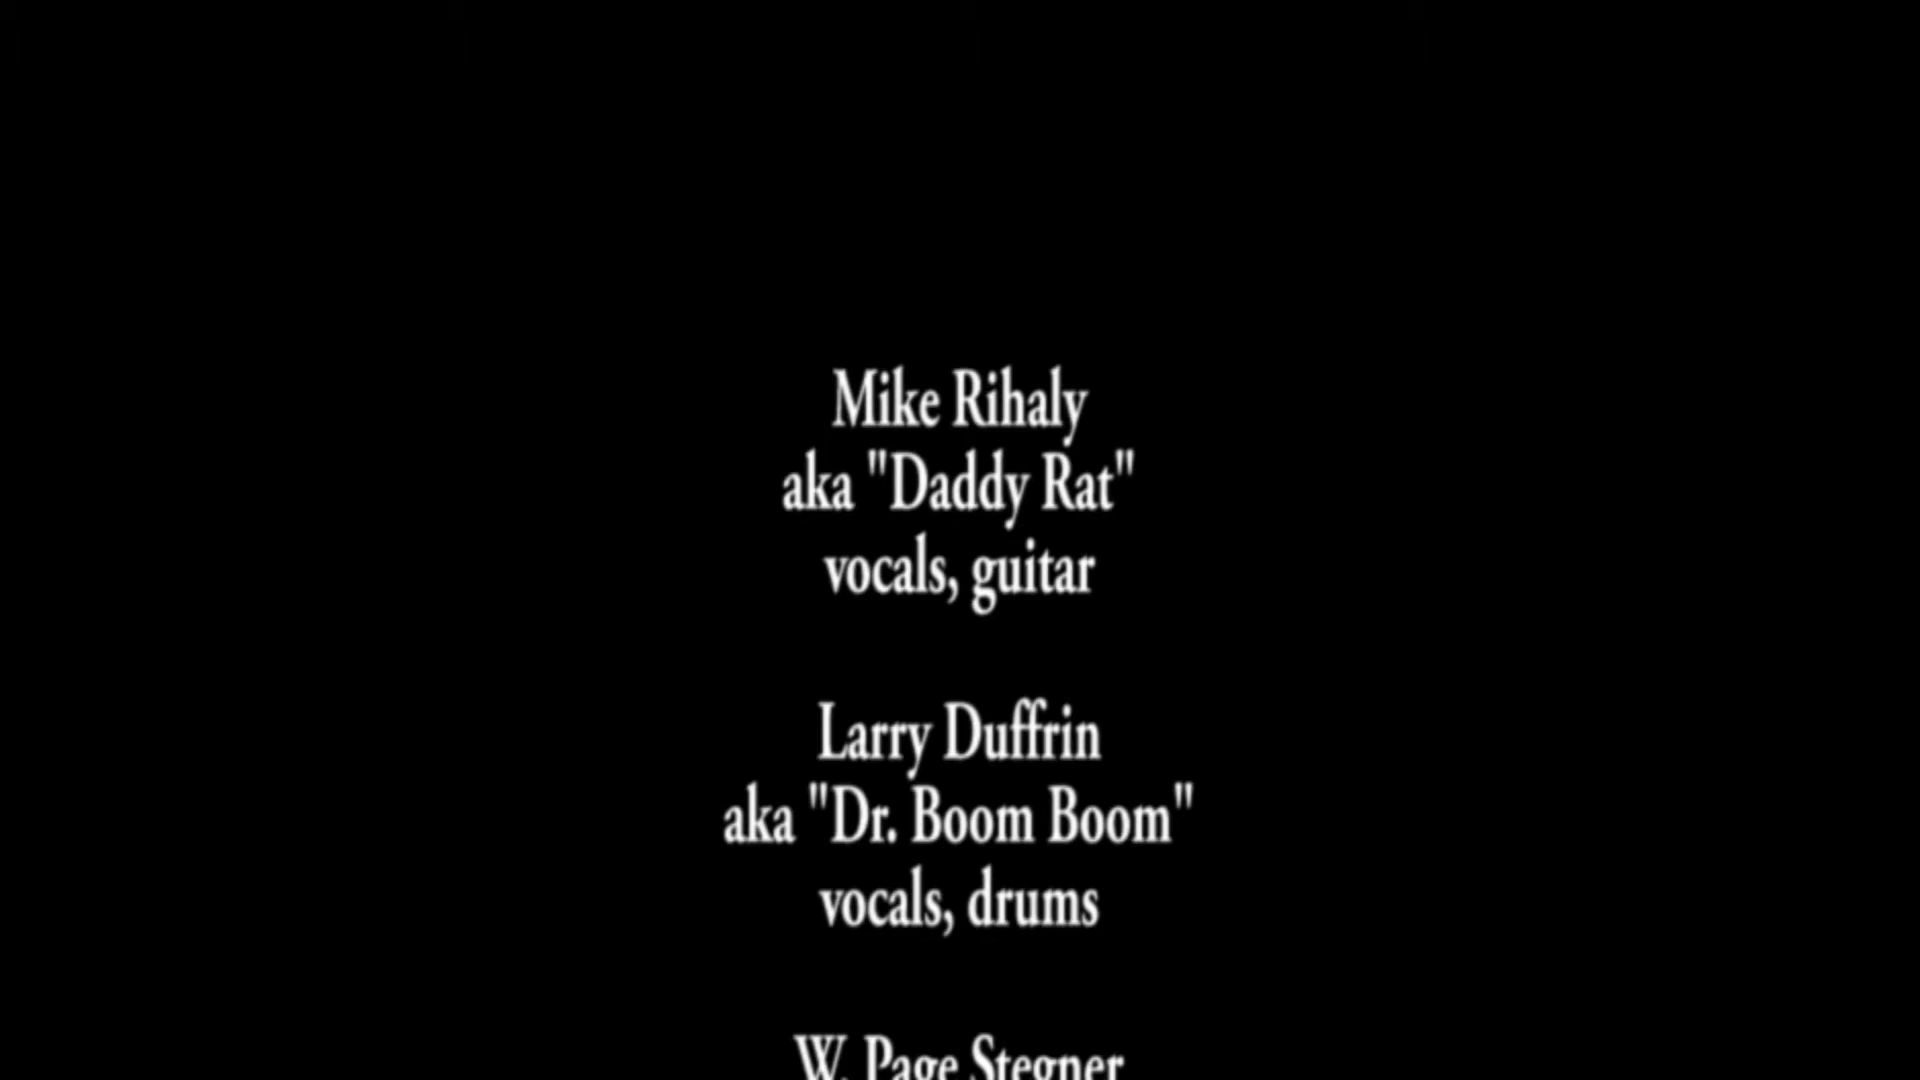 Mike Rihaly
aka "Daddy Rat"
vocals, guitar
Larry Duffrin
aka "Dr. Boom Boom"
vocals, drums
W. Page Stegner